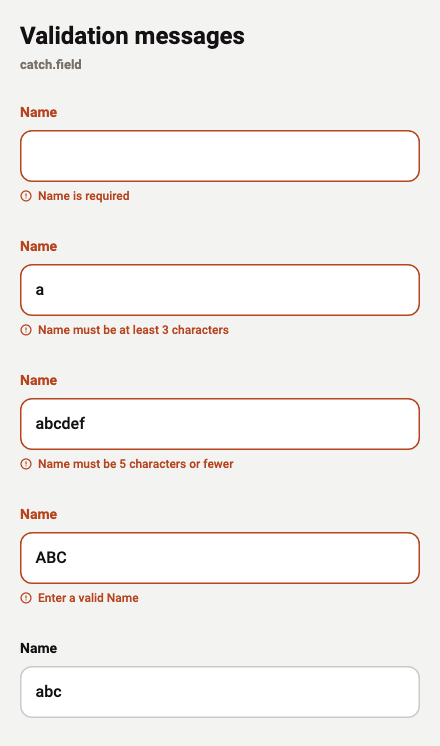 Validation messages
catch.field
Name
Name is required
Name
a
Name must be at least 3 characters
Name
abcdef
Name must be 5 characters or fewer
Name
ABC
Enter a valid Name
Name
abc